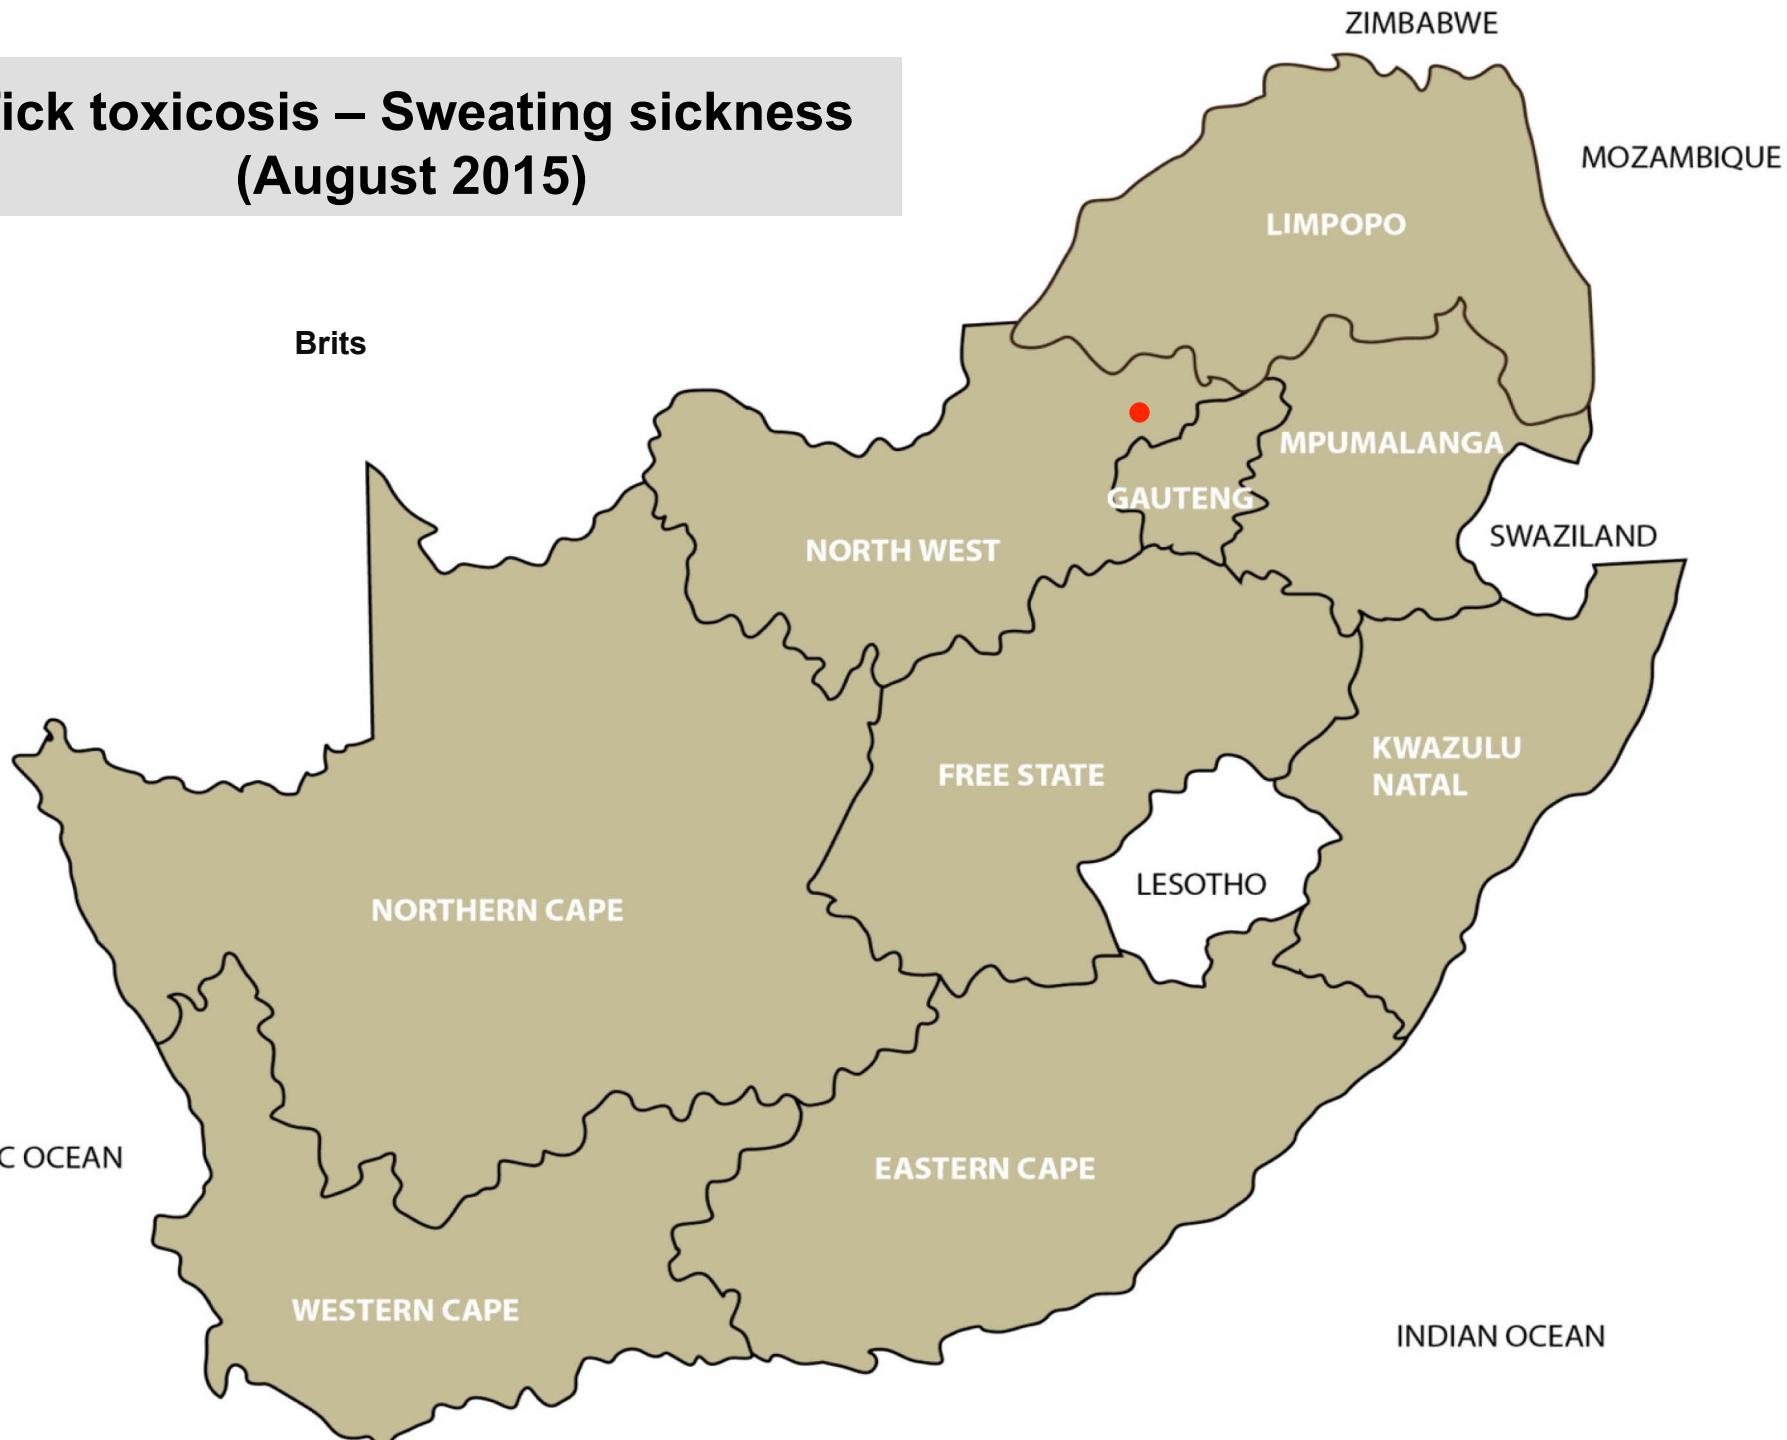 ick toxicosis – Sweating sickness
(August 2015)
ZIMBABWE
MOZAMBIQUE
LIMPOPO
Brits
MPUMALANGA
GAUTENG
NORTH WEST
SWAZILAND
KWAZULU
NATAL
FREE STATE
LESOTHO
NORTHERN CAPE
C OCEAN
EASTERN CAPE
WESTERN CAPE
INDIAN OCEAN